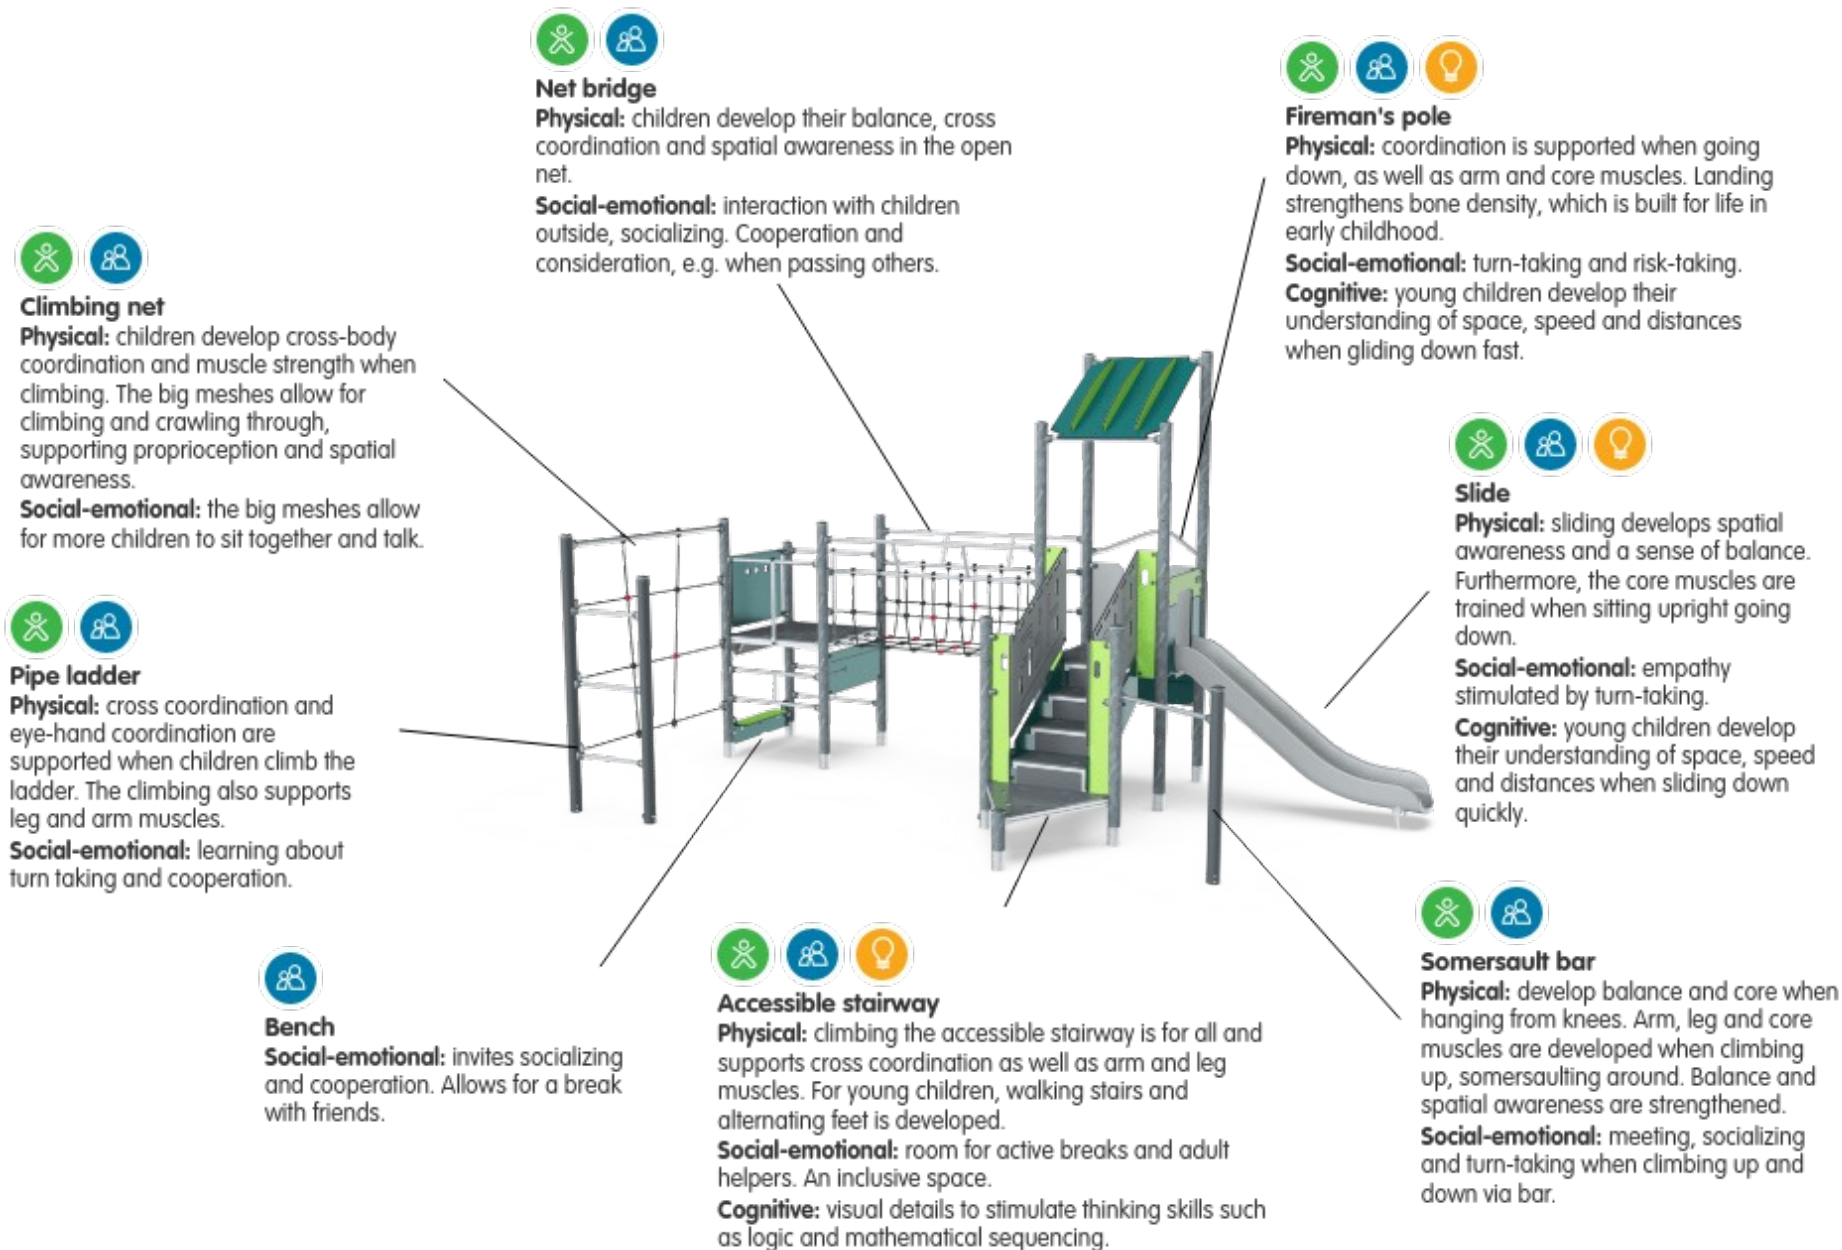 Net bridge
Physical: children develop their balance, cross
coordination and spatial awareness in the open
net.
Social-emotional: interaction with children
outside, socializing. Cooperation and
consideration, e.g. when passing others.
Fireman's pole
Physical: coordination is supported when going
down, as well as arm and core muscles. Landing
strengthens bone density, which is built for life in
early childhood.
Social-emotional: turn-taking and risk-taking.
Cognitive: young children develop their
understanding of space, speed and distances
when gliding down fast.
Climbing net
Physical: children develop cross-body
coordination and muscle strength when
climbing. The big meshes allow for
climbing and crawling through,
supporting proprioception and spatial
awareness.
Social-emotional: the big meshes allow
for more children to sit together and talk.
Slide
Physical: sliding develops spatial
awareness and a sense of balance.
Furthermore, the core muscles are
trained when sitting upright going
down.
Social-emotional: empathy
stimulated by turn-taking.
Cognitive: young children develop
their understanding of space, speed
and distances when sliding down
quickly.
Pipe ladder
Physical: cross coordination and
eye-hand coordination are
supported when children climb the
ladder. The climbing also supports
leg and arm muscles.
Social-emotional: learning about
turn taking and cooperation.
Bench
Social-emotional: invites socializing
and cooperation. Allows for a break
with friends.
Accessible stairway
Physical: climbing the accessible stairway is for all and
supports cross coordination as well as arm and leg
muscles. For young children, walking stairs and
alternating feet is developed.
Social-emotional: room for active breaks and adult
helpers. An inclusive space.
Cognitive: visual details to stimulate thinking skills such
as logic and mathematical sequencing.
Somersault bar
Physical: develop balance and core when
hanging from knees. Arm, leg and core
muscles are developed when climbing
up, somersaulting around. Balance and
spatial awareness are strengthened.
Social-emotional: meeting, socializing
and turn-taking when climbing up and
down via bar.